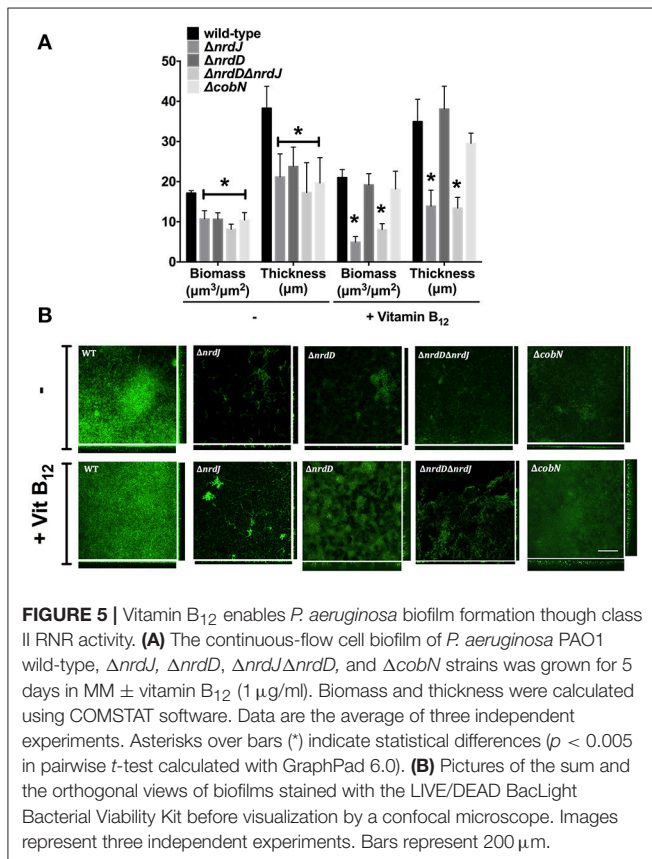 A
wild-type
ΔnrdJ
ΔnrdD
ΔnrdDΔnrdJ
ΔcobN
50
40
30
20
10
0
*
*
*
*
*
*
Biomass
(µm³/µm²)
Thickness
(µm)
Biomass
(µm³/µm²)
Thickness
(µm)
-
+ Vitamin B₁₂
B
-
WT
ΔnrdJ
ΔnrdD
ΔnrdDΔnrdJ
ΔcobN
+ Vit B₁₂
WT
ΔnrdJ
ΔnrdD
ΔnrdDΔnrdJ
ΔcobN
FIGURE 5 | Vitamin B₁₂ enables P. aeruginosa biofilm formation though class
II RNR activity. (A) The continuous-flow cell biofilm of P. aeruginosa PAO1
wild-type, ΔnrdJ, ΔnrdD, ΔnrdJΔnrdD, and ΔcobN strains was grown for 5
days in MM ± vitamin B₁₂ (1 µg/ml). Biomass and thickness were calculated
using COMSTAT software. Data are the average of three independent
experiments. Asterisks over bars (*) indicate statistical differences (p < 0.005
in pairwise t-test calculated with GraphPad 6.0). (B) Pictures of the sum and
the orthogonal views of biofilms stained with the LIVE/DEAD BacLight
Bacterial Viability Kit before visualization by a confocal microscope. Images
represent three independent experiments. Bars represent 200 µm.